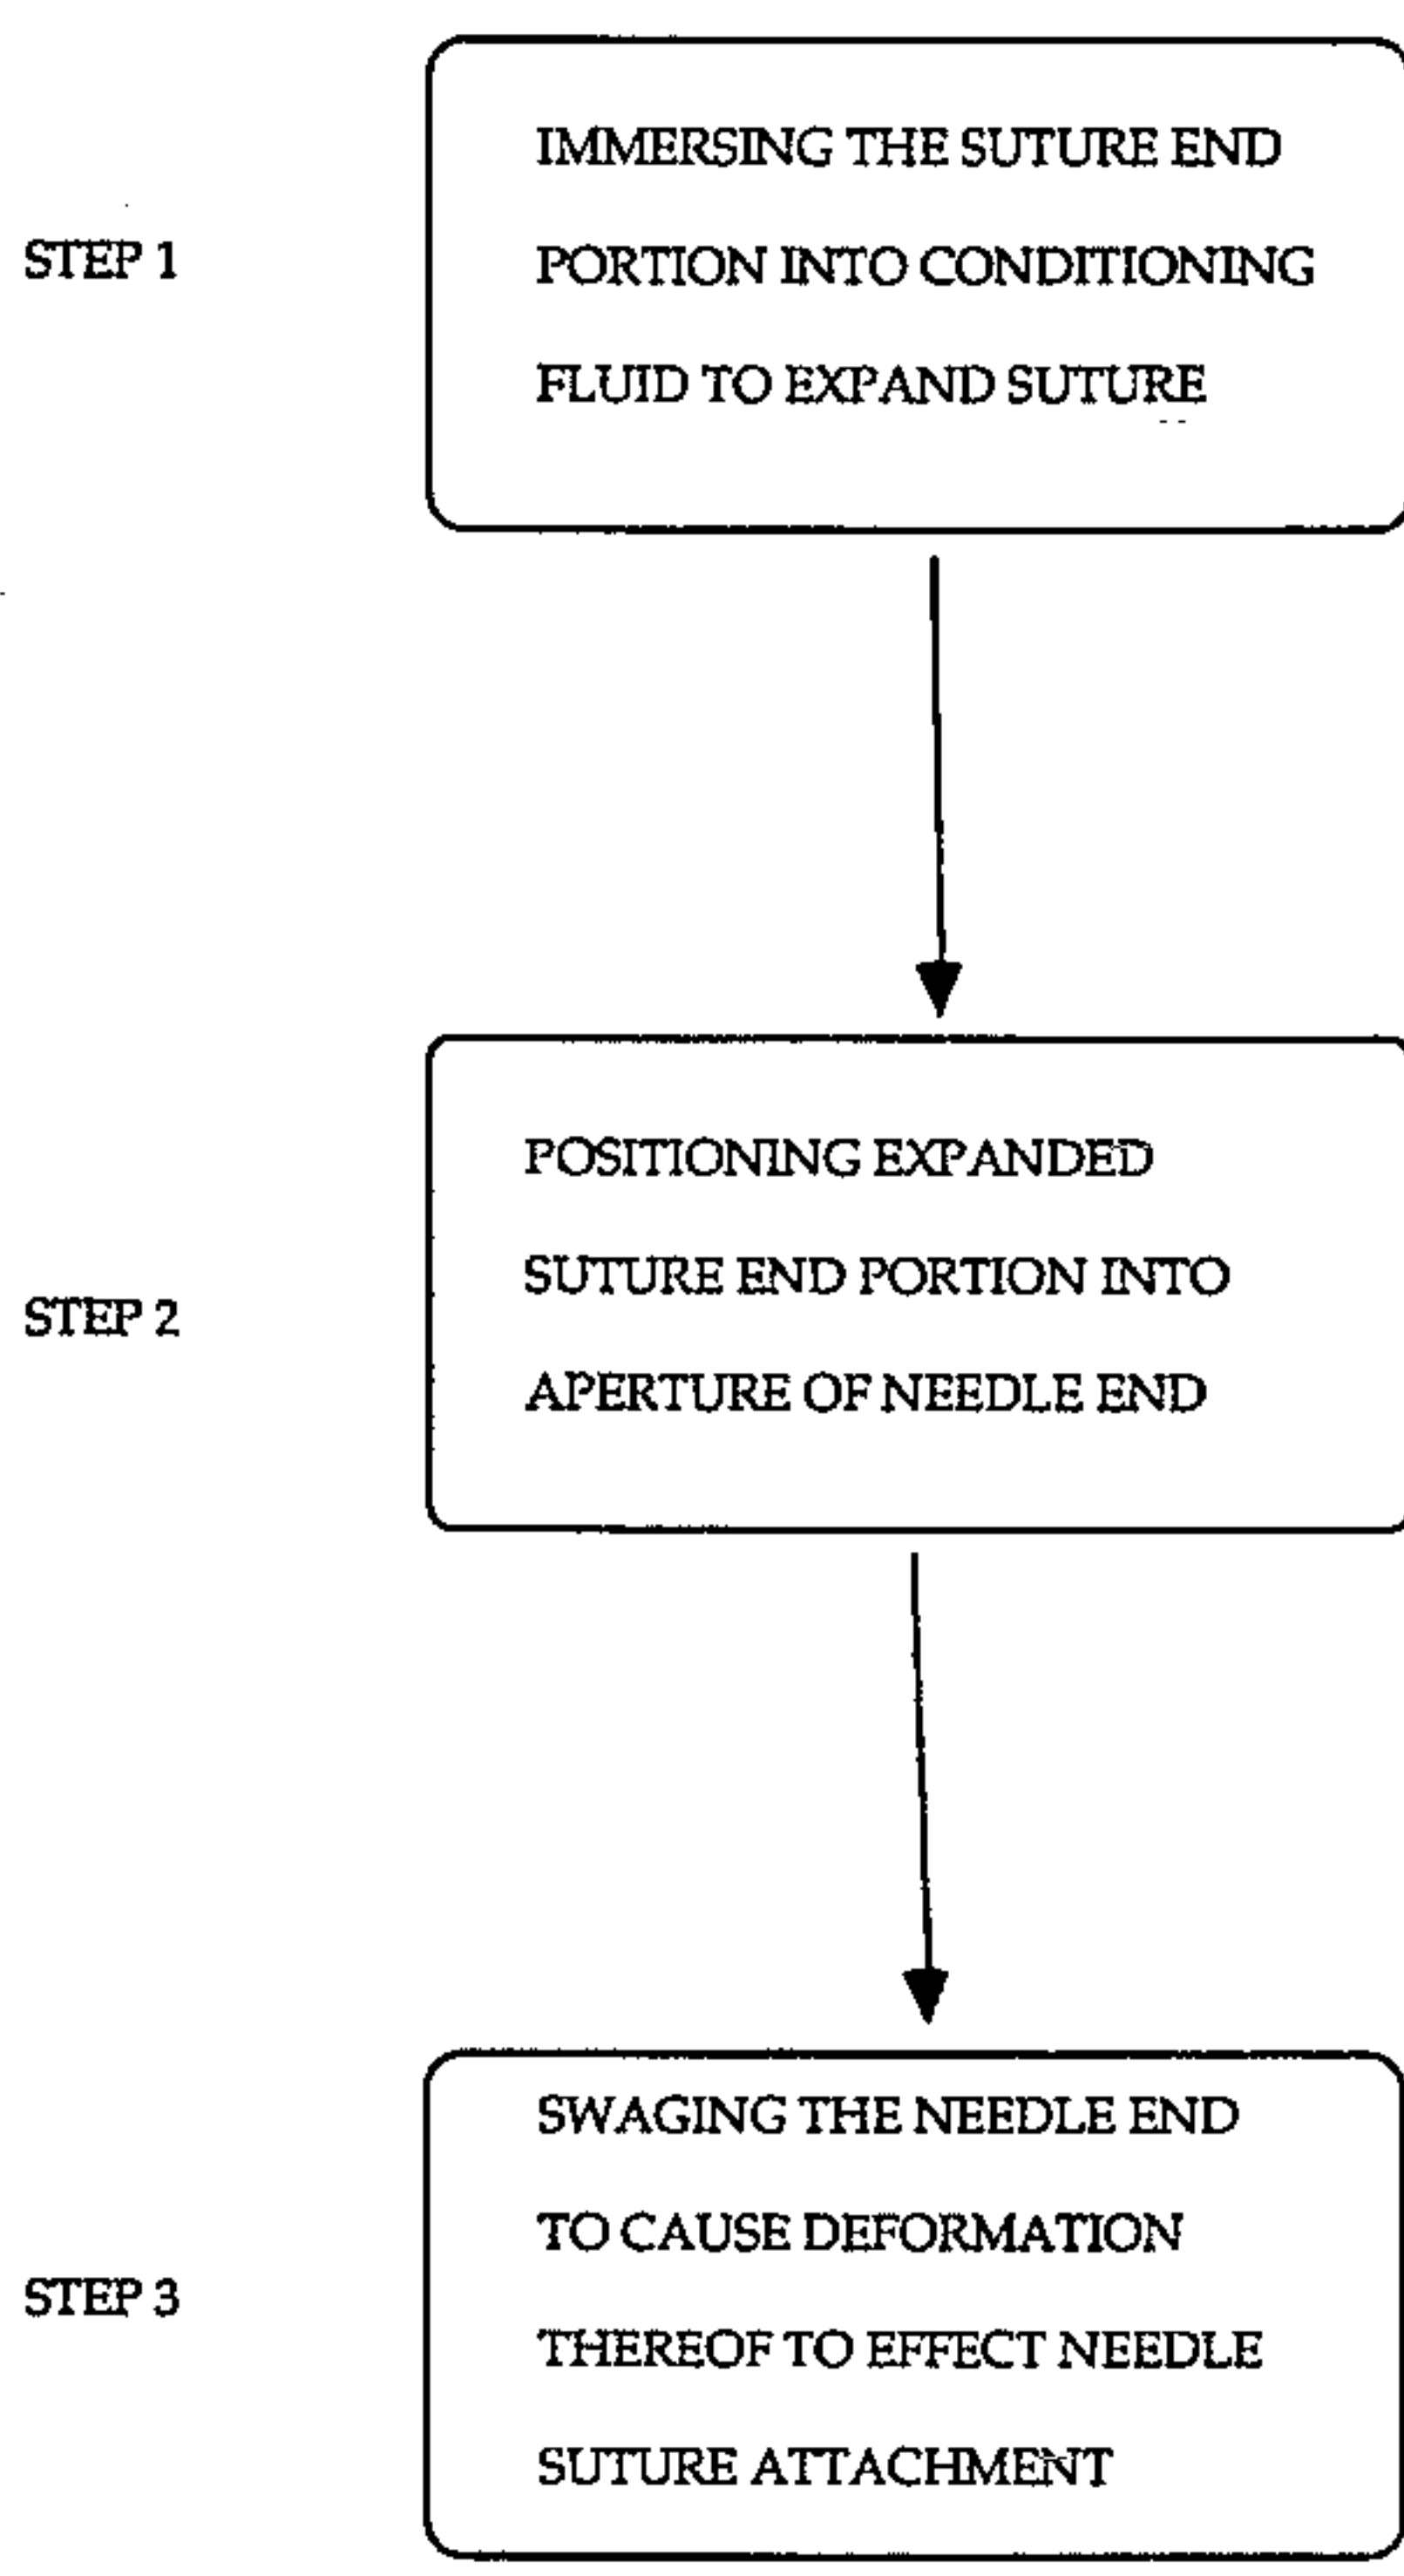 STEP 1
IMMERSING THE SUTURE END
PORTION INTO CONDITIONING
FLUID TO EXPAND SUTURE
STEP 2
POSITIONING EXPANDED
SUTURE END PORTION INTO
APERTURE OF NEEDLE END
STEP 3
SWAGING THE NEEDLE END
TO CAUSE DEFORMATION
THEREOF TO EFFECT NEEDLE
SUTURE ATTACHMENT